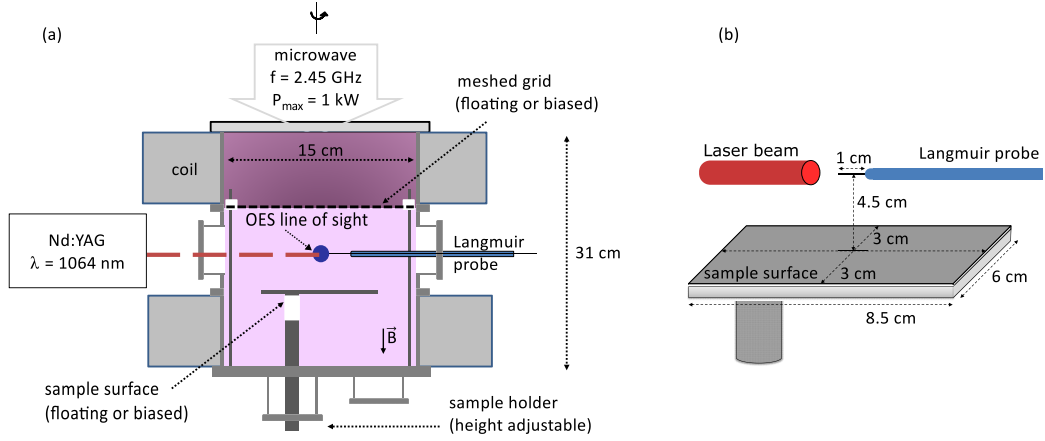 (a)
microwave
f = 2.45 GHz
Pmax = 1 kW
meshed grid
(floating or biased)
coil
15 cm
OES line of sight
Nd:YAG
λ = 1064 nm
Langmuir
probe
31 cm
B
sample surface
(floating or biased)
sample holder
(height adjustable)
(b)
Laser beam
1 cm
Langmuir probe
4.5 cm
3 cm
sample surface
3 cm
6 cm
8.5 cm